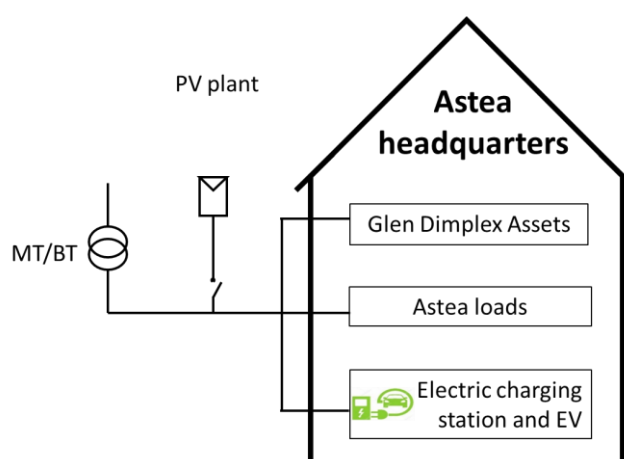 PV plant
Astea
headquarters
MT/BT
Glen Dimplex Assets
Astea loads
Electric charging
station and EV